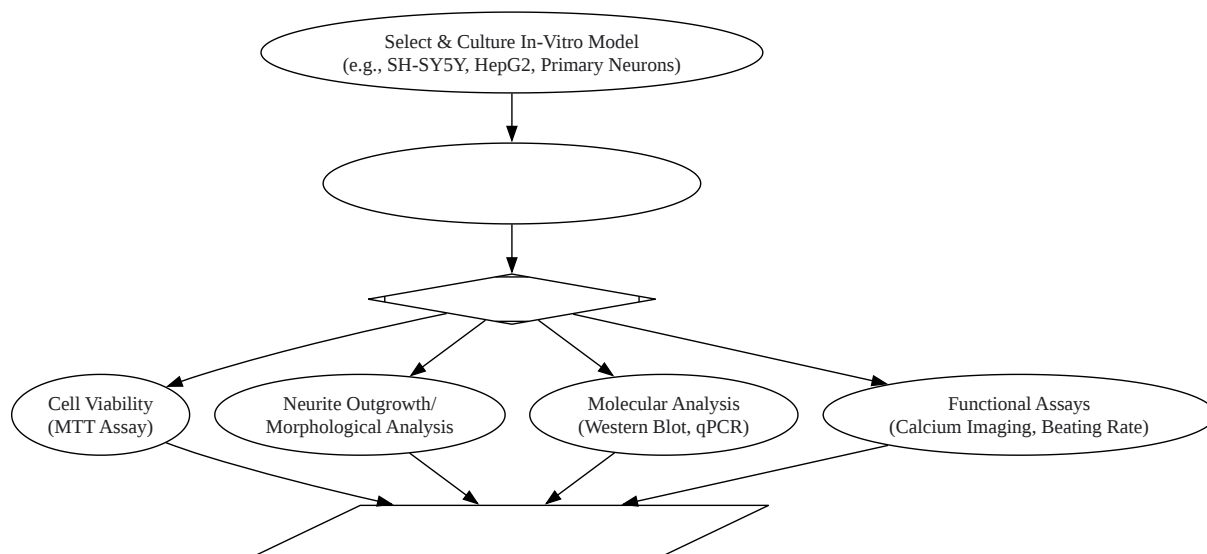 Select & Culture In-Vitro Model
(e.g., SH-SY5Y, HepG2, Primary Neurons)
Cell Viability
(MTT Assay)
Neurite Outgrowth/
Morphological Analysis
Molecular Analysis
(Western Blot, qPCR)
Functional Assays
(Calcium Imaging, Beating Rate)